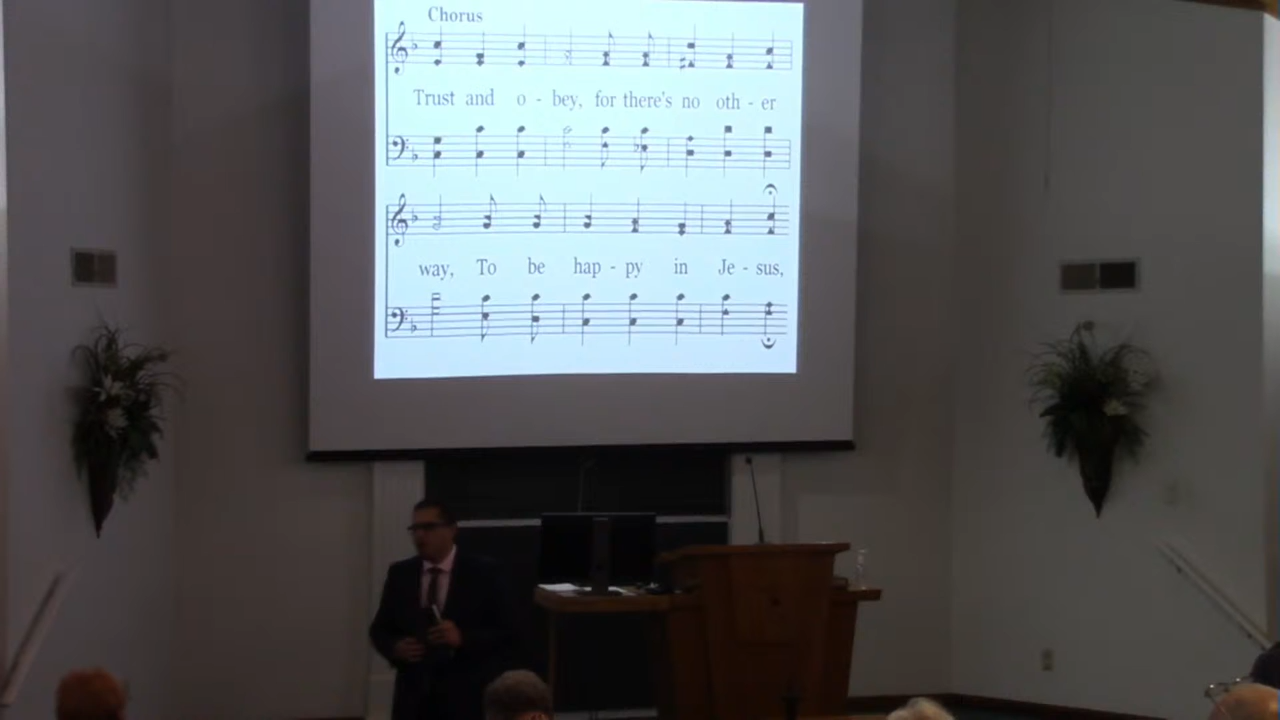 Chorus
Trust and o - bey, for there's no oth - er
way, To be hap - py in Je - sus,